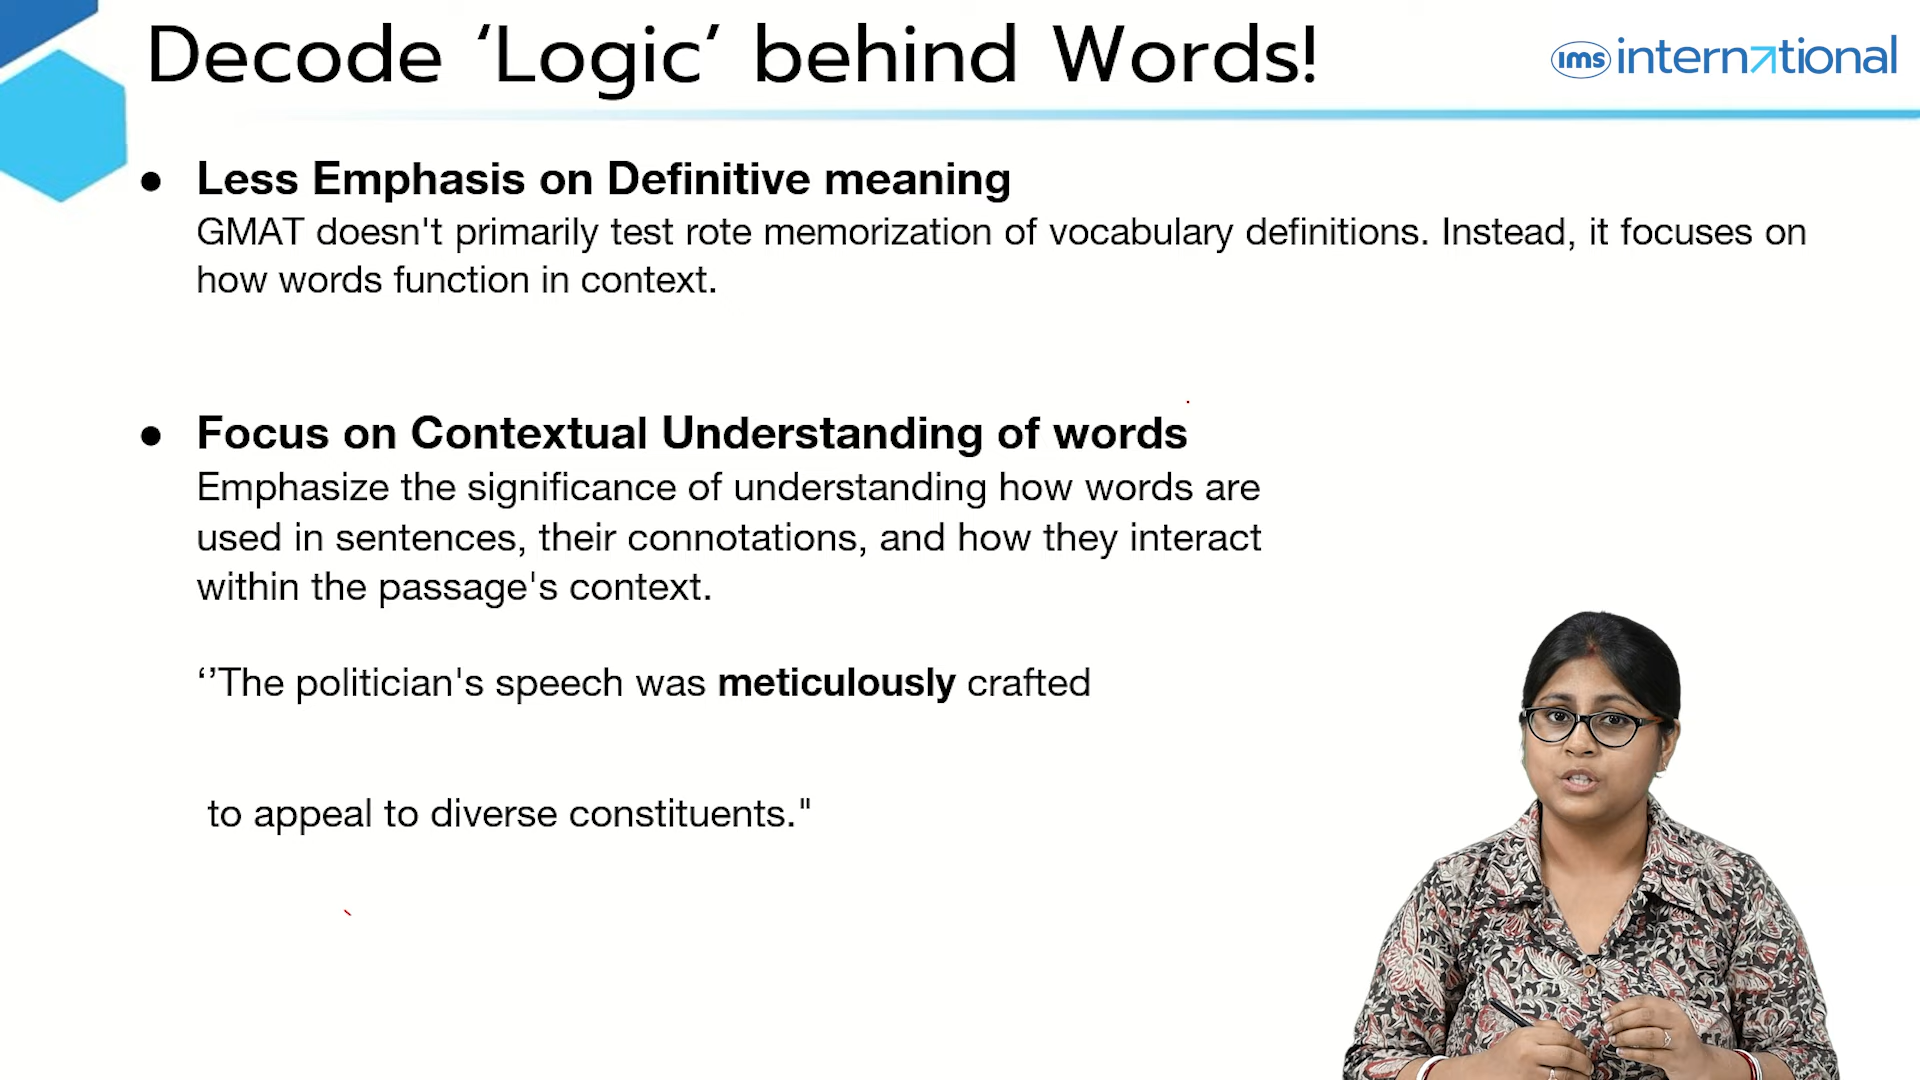 Decode ‘Logic’ behind Words!
ims international
● Less Emphasis on Definitive meaning
GMAT doesn't primarily test rote memorization of vocabulary definitions. Instead, it focuses on
how words function in context.
● Focus on Contextual Understanding of words
Emphasize the significance of understanding how words are
used in sentences, their connotations, and how they interact
within the passage's context.
‘’The politician's speech was meticulously crafted
to appeal to diverse constituents."